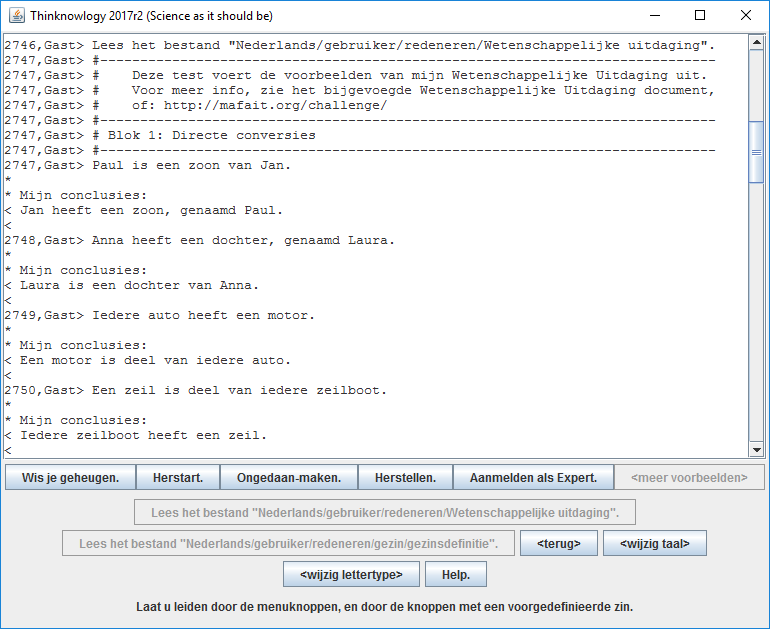 Thinknowlogy 2017r2 (Science as it should be)
2746,Gast> Lees het bestand "Nederlands/gebruiker/redeneren/Wetenschappelijke uitdaging".
2747,Gast> #--------------------------------------------------------------------------------
2747,Gast> #    Deze test voert de voorbeelden van mijn Wetenschappelijke Uitdaging uit.
2747,Gast> #    Voor meer info, zie het bijgevoegde Wetenschappelijke Uitdaging document,
2747,Gast> #    of: http://mafait.org/challenge/
2747,Gast> #--------------------------------------------------------------------------------
2747,Gast> # Blok 1: Directe conversies
2747,Gast> #--------------------------------------------------------------------------------
2747,Gast> Paul is een zoon van Jan.
*
* Mijn conclusies:
< Jan heeft een zoon, genaamd Paul.
<
2748,Gast> Anna heeft een dochter, genaamd Laura.
*
* Mijn conclusies:
< Laura is een dochter van Anna.
<
2749,Gast> Iedere auto heeft een motor.
*
* Mijn conclusies:
< Een motor is deel van iedere auto.
<
2750,Gast> Een zeil is deel van iedere zeilboot.
*
* Mijn conclusies:
< Iedere zeilboot heeft een zeil.
<
Wis je geheugen. Herstart. Ongedaan-maken. Herstellen. Aanmelden als Expert. <meer voorbeelden>
Lees het bestand "Nederlands/gebruiker/redeneren/Wetenschappelijke uitdaging".
Lees het bestand "Nederlands/gebruiker/redeneren/gezin/gezinsdefinitie". <terug> <wijzig taal>
<wijzig lettertype> Help.
Laat u leiden door de menuknoppen, en door de knoppen met een voorgedefinieerde zin.